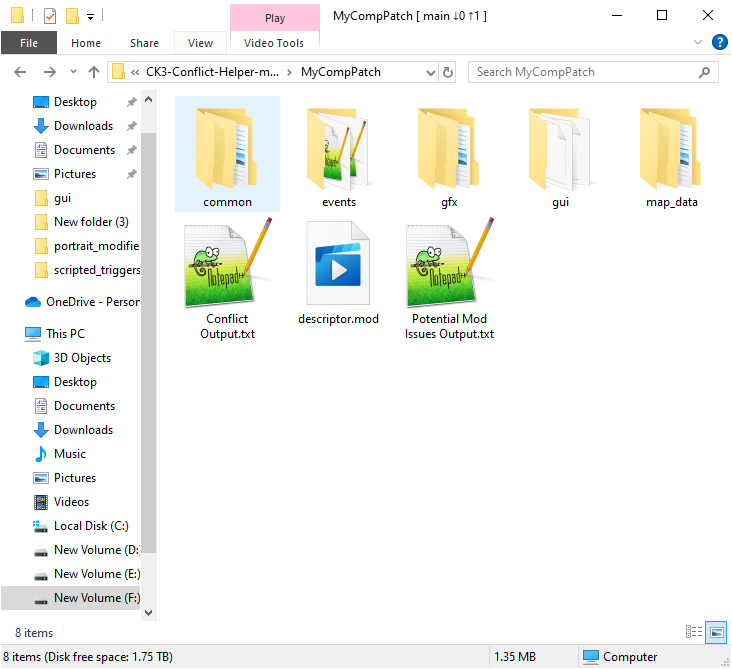 Play
MyCompPatch [ main ↓0 ↑1 ]
File
Home
Share
View
Video Tools
?
« CK3-Conflict-Helper-m... › MyCompPatch
Search MyCompPatch
Desktop
Downloads
Documents
Pictures
gui
New folder (3)
portrait_modifie
scripted_triggers
OneDrive - Person
This PC
3D Objects
Desktop
Documents
Downloads
Music
Pictures
Videos
Local Disk (C:)
New Volume (D:
New Volume (E:)
New Volume (F:)
common
events
gfx
gui
map_data
Notepad++
Conflict
Output.txt
descriptor.mod
Notepad++
Potential Mod
Issues Output.txt
8 items
8 items (Disk free space: 1.75 TB)
1.35 MB
Computer